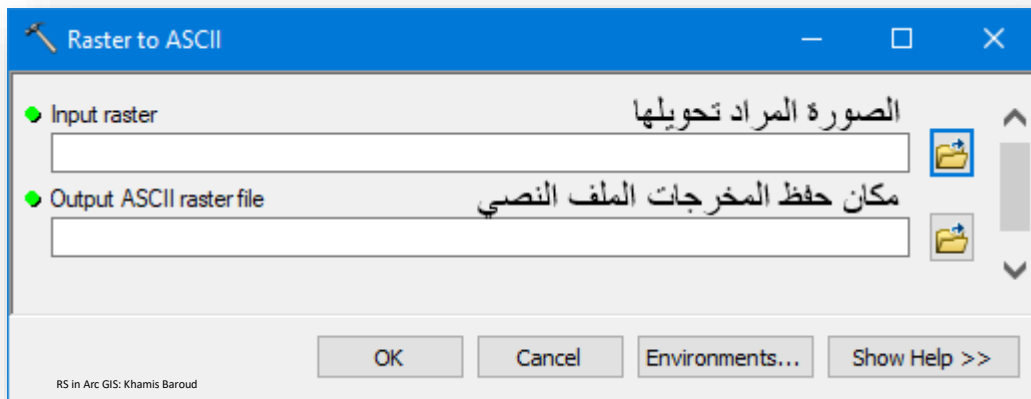 Raster to ASCII
Input raster
الصورة المراد تحويلها
Output ASCII raster file
مكان حفظ المخرجات الملف النصي
OK
Cancel
Environments...
Show Help >>
RS in Arc GIS: Khamis Baroud